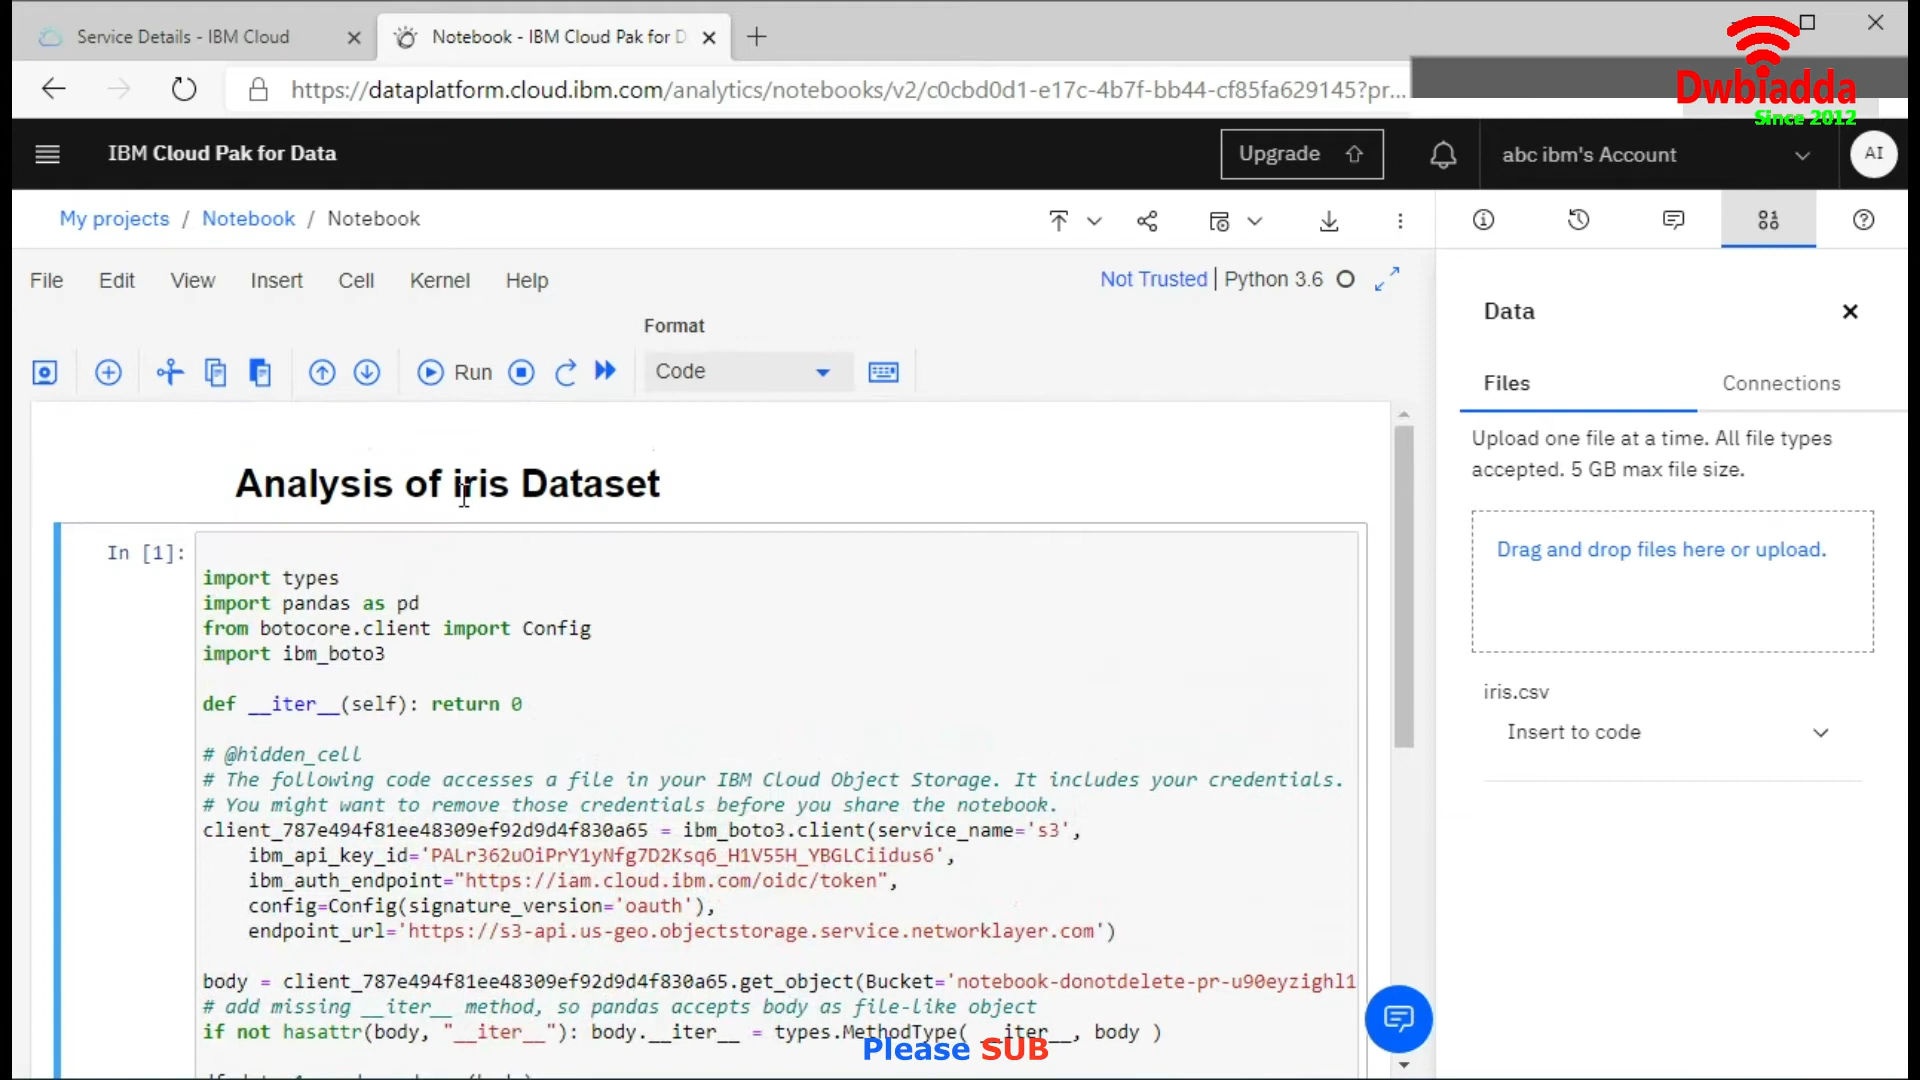 Service Details - IBM Cloud
Notebook - IBM Cloud Pak for D
Dwbiadda
Since 2012
https://dataplatform.cloud.ibm.com/analytics/notebooks/v2/c0cbd0d1-e17c-4b7f-bb44-cf85fa629145?pr...
IBM Cloud Pak for Data
Upgrade
abc ibm's Account
AI
My projects / Notebook / Notebook
File Edit View Insert Cell Kernel Help
Not Trusted | Python 3.6
Format
Run
Code
Data
Files
Connections
Upload one file at a time. All file types
accepted. 5 GB max file size.
Drag and drop files here or upload.
iris.csv
Insert to code
Analysis of iris Dataset
In [1]:
import types
import pandas as pd
from botocore.client import Config
import ibm_boto3
def __iter__(self): return 0
# @hidden_cell
# The following code accesses a file in your IBM Cloud Object Storage. It includes your credentials.
# You might want to remove those credentials before you share the notebook.
client_787e494f81ee48309ef92d9d4f830a65 = ibm_boto3.client(service_name='s3',
ibm_api_key_id='PALr362uOiPrY1yNfg7D2Ksq6_H1V55H_YBGLCiidus6',
ibm_auth_endpoint="https://iam.cloud.ibm.com/oidc/token",
config=Config(signature_version='oauth'),
endpoint_url='https://s3-api.us-geo.objectstorage.service.networklayer.com')
body = client_787e494f81ee48309ef92d9d4f830a65.get_object(Bucket='notebook-donotdelete-pr-u90eyzighl1
# add missing __iter__ method, so pandas accepts body as file-like object
if not hasattr(body, "__iter__"): body.__iter__ = types.MethodType( __iter__, body )
Please SUB